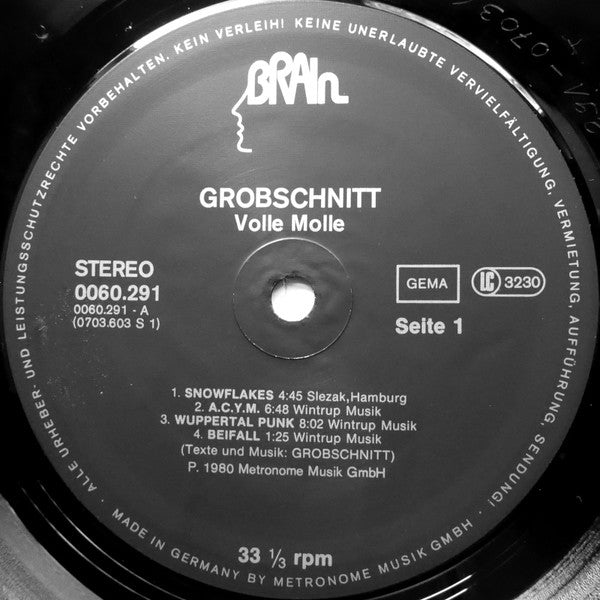 ALLE URHEBER- UND LEISTUNGSSCHUTZRECHTE VORBEHALTEN. KEIN VERLEIH! KEINE UNERLAUBTE VERVIELFÄLTIGUNG, VERMIETUNG, AUFFÜHRUNG, SENDUNG!
BRAIN
GROBSCHNITT
Volle Molle
STEREO
0060.291
0060.291 - A
(0703.603 S 1)
GEMA
LC 3230
Seite 1
1. SNOWFLAKES 4:45 Slezak,Hamburg
2. A.C.Y.M. 6:48 Wintrup Musik
3. WUPPERTAL PUNK 8:02 Wintrup Musik
4. BEIFALL 1:25 Wintrup Musik
(Texte und Musik: GROBSCHNITT)
P. 1980 Metronome Musik GmbH
33 ⅓ rpm
· MADE IN GERMANY BY METRONOME MUSIK GMBH ·